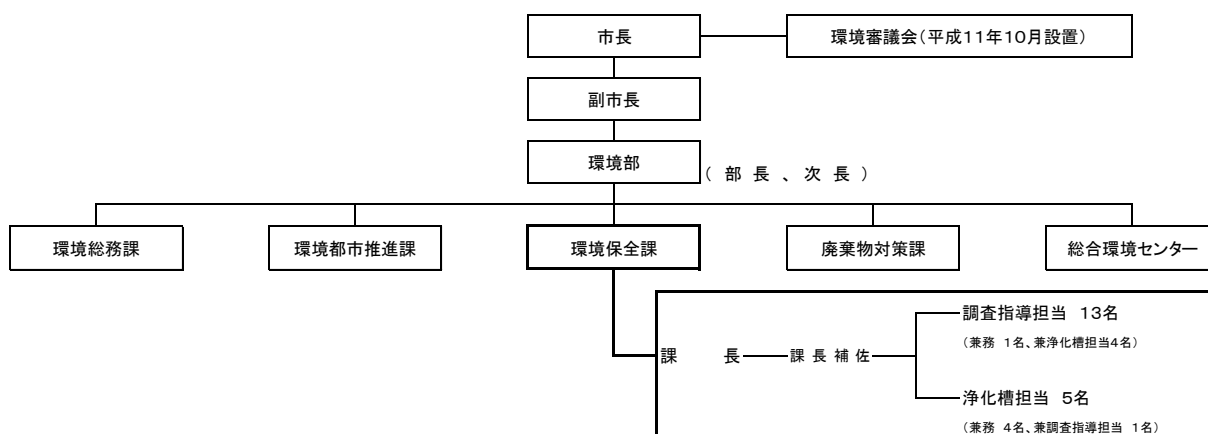 市長
環境審議会(平成11年10月設置)
副市長
環境部
(部長、次長)
環境総務課
環境都市推進課
環境保全課
廃棄物対策課
総合環境センター
調査指導担当 13名
(兼務 1名、兼浄化槽担当4名)
課 長
課長補佐
浄化槽担当 5名
(兼務 4名、兼調査指導担当 1名)